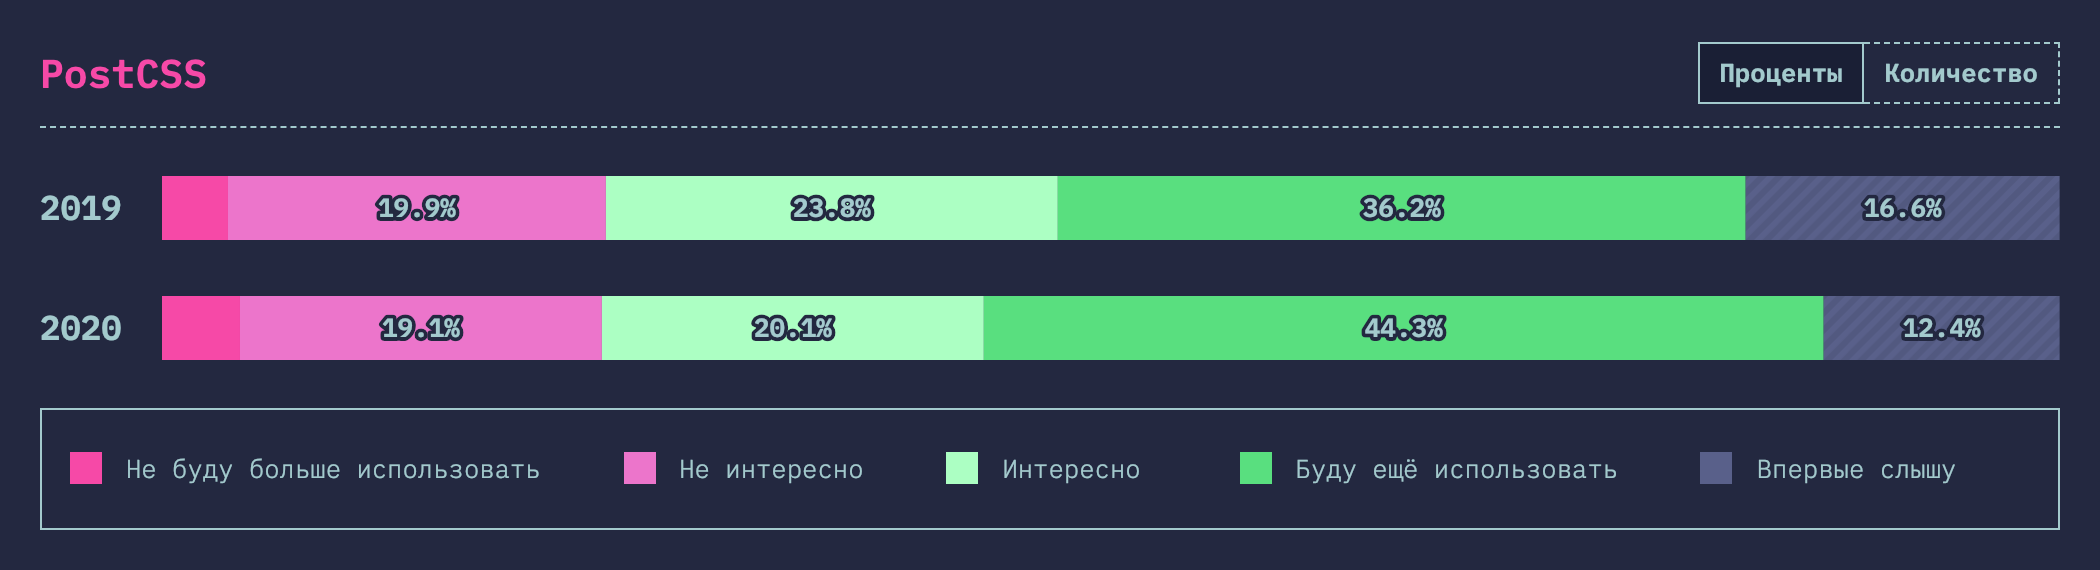 PostCSS
Проценты Количество
2019 19.9% 23.8% 36.2% 16.6%
2020 19.1% 20.1% 44.3% 12.4%
Не буду больше использовать Не интересно Интересно Буду ещё использовать Впервые слышу